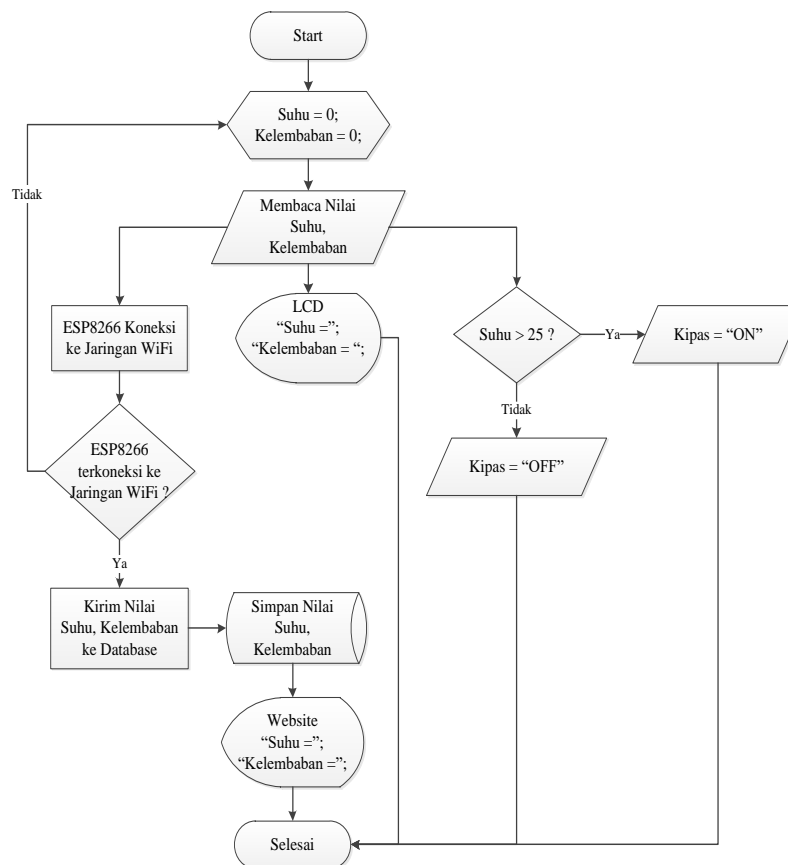 Start
Suhu = 0;
Kelembaban = 0;
Tidak
Membaca Nilai
Suhu,
Kelembaban
ESP8266 Koneksi
ke Jaringan WiFi
LCD
“Suhu =”;
“Kelembaban = “;
Suhu > 25 ?
Ya
Kipas = “ON”
Tidak
Kipas = “OFF”
ESP8266
terkoneksi ke
Jaringan WiFi ?
Ya
Kirim Nilai
Suhu, Kelembaban
ke Database
Simpan Nilai
Suhu,
Kelembaban
Website
“Suhu =”;
“Kelembaban =”;
Selesai